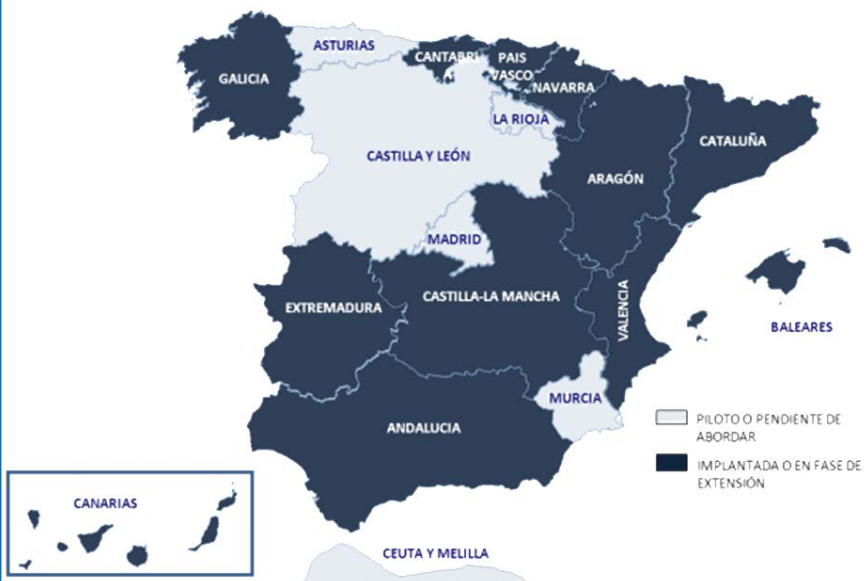 ASTURIAS
CANTABRI
A
PAIS
VASCO
GALICIA
NAVARRA
LA RIOJA
CATALUÑA
CASTILLA Y LEÓN
ARAGÓN
MADRID
CASTILLA-LA MANCHA
EXTREMADURA
VALENCIA
BALEARES
MURCIA
ANDALUCIA
PILOTO O PENDIENTE DE
ABORDAR
IMPLANTADA O EN FASE DE
EXTENSIÓN
CANARIAS
CEUTA Y MELILLA